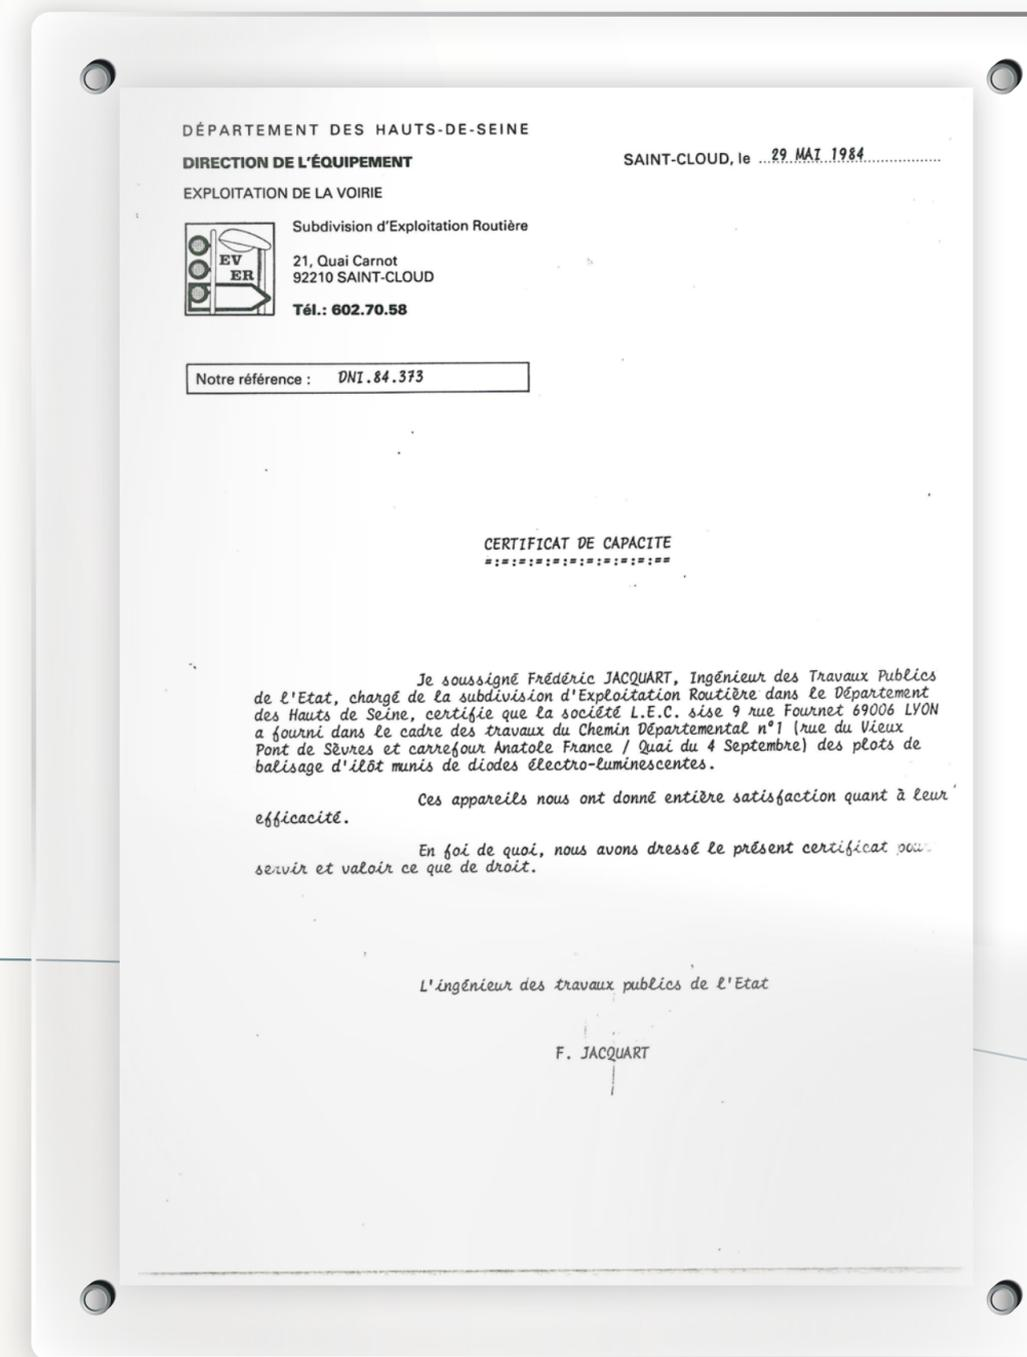 DÉPARTEMENT DES HAUTS-DE-SEINE
DIRECTION DE L'ÉQUIPEMENT
SAINT-CLOUD, le 29 MAI 1984
EXPLOITATION DE LA VOIRIE
EV
ER
Subdivision d'Exploitation Routière
21, Quai Carnot
92210 SAINT-CLOUD
Tél.: 602.70.58
Notre référence : DNI.84.373
CERTIFICAT DE CAPACITE
=:=:=:=:=:=:=:=:=:=:==
Je soussigné Frédéric JACQUART, Ingénieur des Travaux Publics
de l'Etat, chargé de la subdivision d'Exploitation Routière dans le Département
des Hauts de Seine, certifie que la société L.E.C. sise 9 rue Fournet 69006 LYON
a fourni dans le cadre des travaux du Chemin Départemental n°1 (rue du Vieux
Pont de Sèvres et carrefour Anatole France / Quai du 4 Septembre) des plots de
balisage d'ilôt munis de diodes électro-luminescentes.
Ces appareils nous ont donné entière satisfaction quant à leur
efficacité.
En foi de quoi, nous avons dressé le présent certificat pour
servir et valoir ce que de droit.
L'ingénieur des travaux publics de l'Etat
F. JACQUART